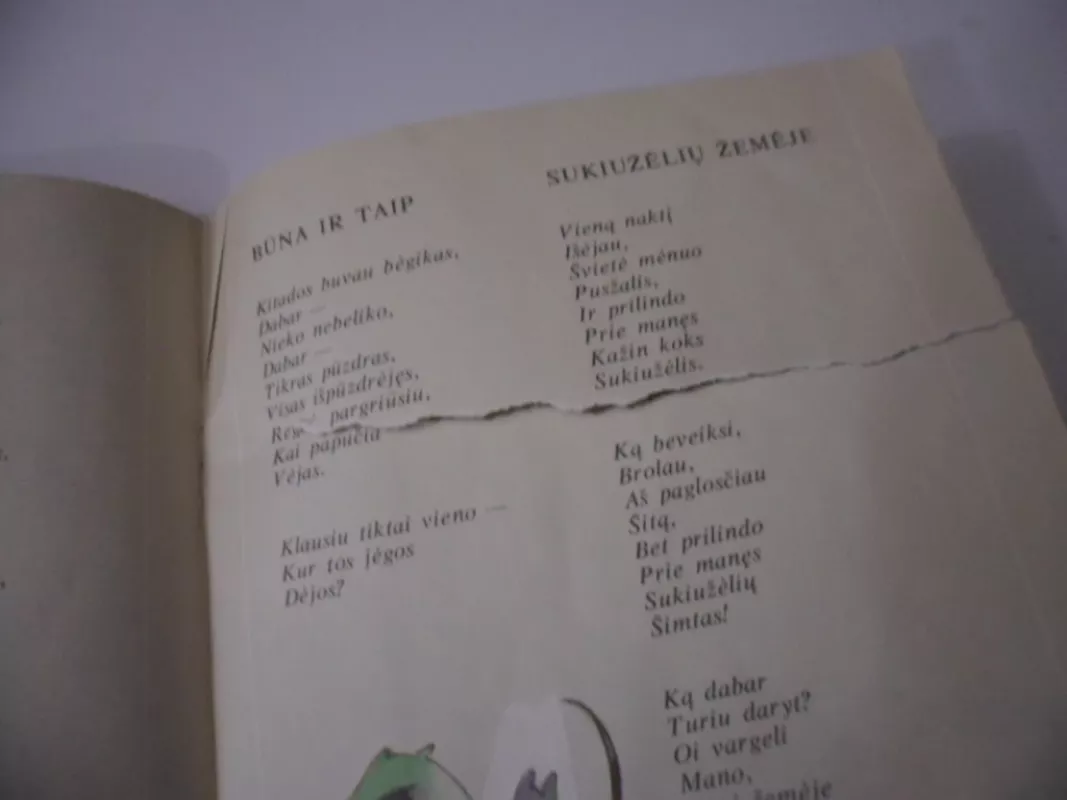 BŪNA IR TAIP
Kitados buvau bėgikas,
Dabar —
Nieko nebeliko,
Dabar —
Tikras pūzdras,
Visas išpūzdrėjęs,
pargriūsiu,
Kai papučia
Vėjas.
Klausiu tiktai vieno —
Kur tos jėgos
Dėjos?
SUKIUŽĖLIŲ ŽEMĖJE
Vieną naktį
Išėjau,
Švietė mėnuo
Pusžalis,
Ir prilindo
Prie manęs
Kažin koks
Sukiužėlis.
Ką beveiksi,
Brolau,
Aš paglosčiau
Šitą,
Bet prilindo
Prie manęs
Sukiužėlių
Šimtas!
Ką dabar
Turiu daryt?
Oi vargeli
Mano,
žemėje